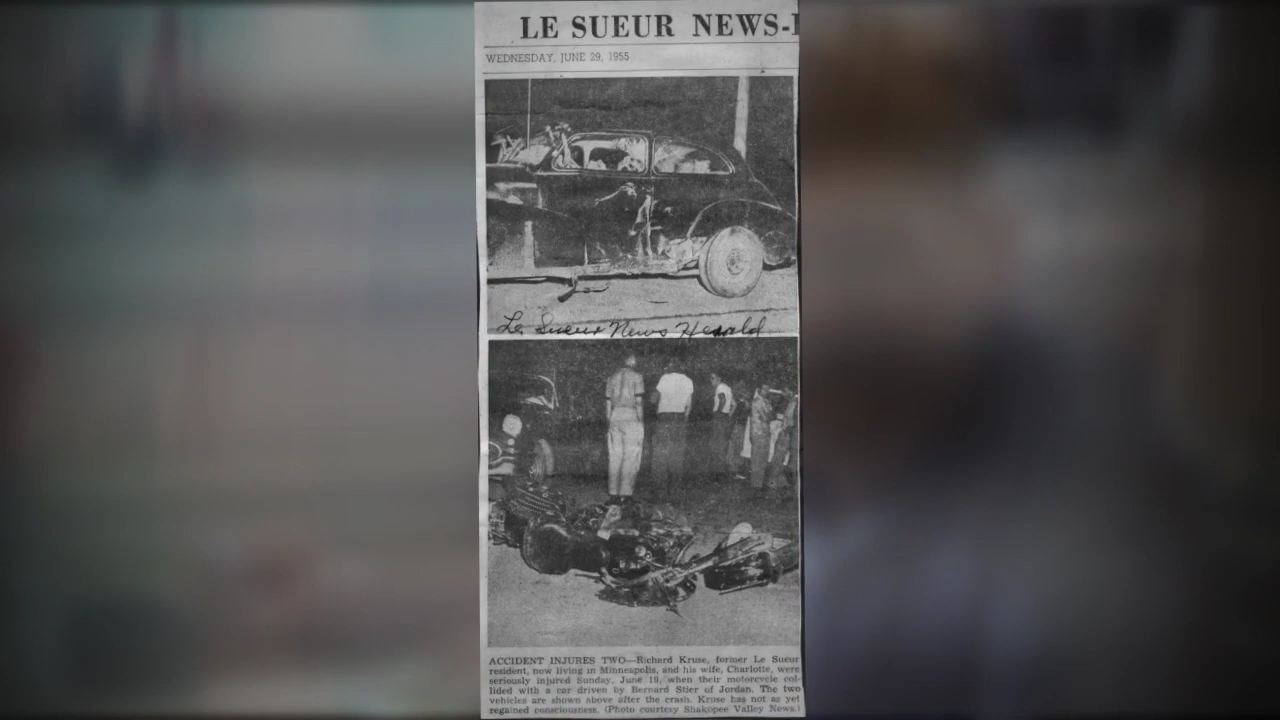 LE SUEUR NEWS-
WEDNESDAY, JUNE 29, 1955
Le Sueur News Herald
ACCIDENT INJURES TWO—Richard Kruse, former Le Sueur
resident, now living in Minneapolis, and his wife, Charlotte, were
seriously injured Sunday, June 19, when their motorcycle col-
lided with a car driven by Bernard Stier of Jordan. The two
vehicles are shown above after the crash. Kruse has not as yet
regained consciousness. (Photo courtesy Shakopee Valley News.)